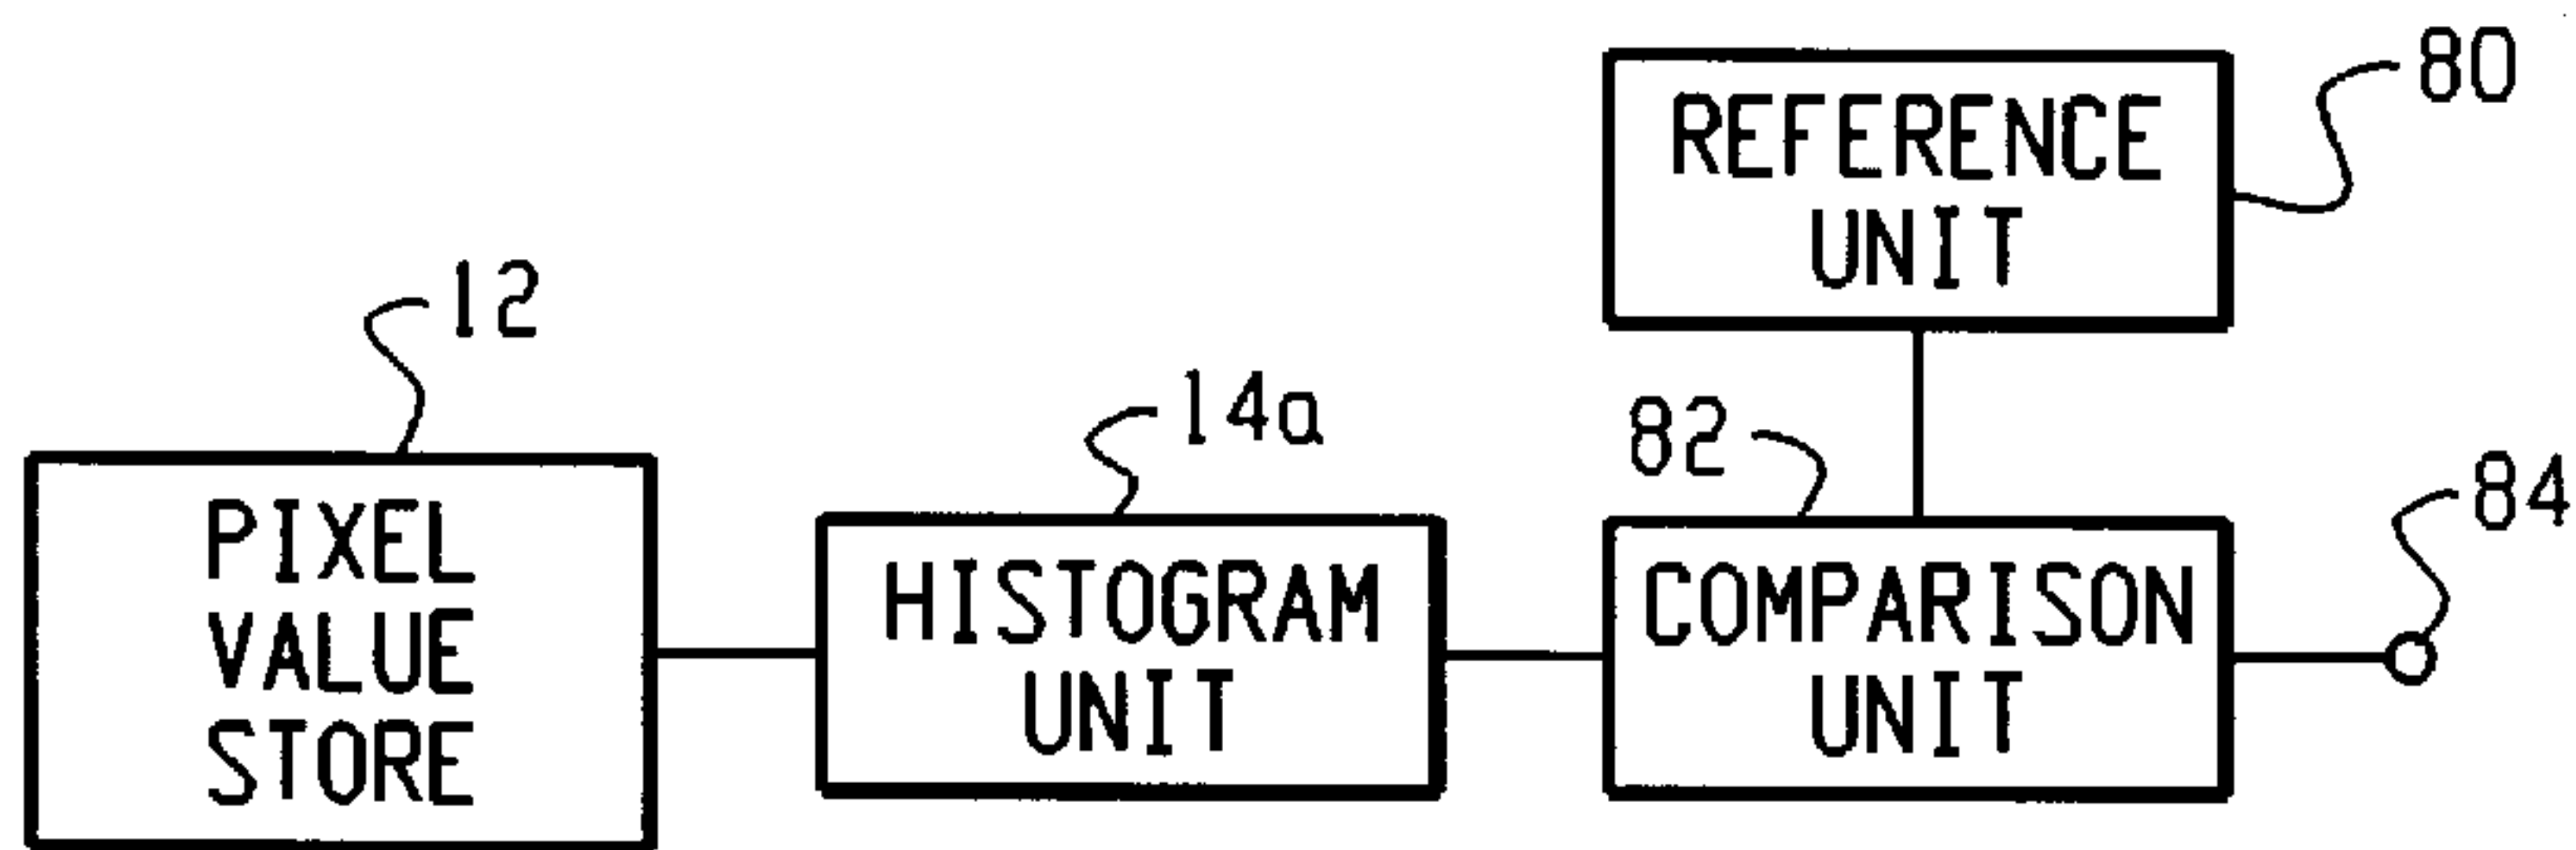 80
REFERENCE
UNIT
12
14a
82
84
PIXEL
VALUE
STORE
HISTOGRAM
UNIT
COMPARISON
UNIT